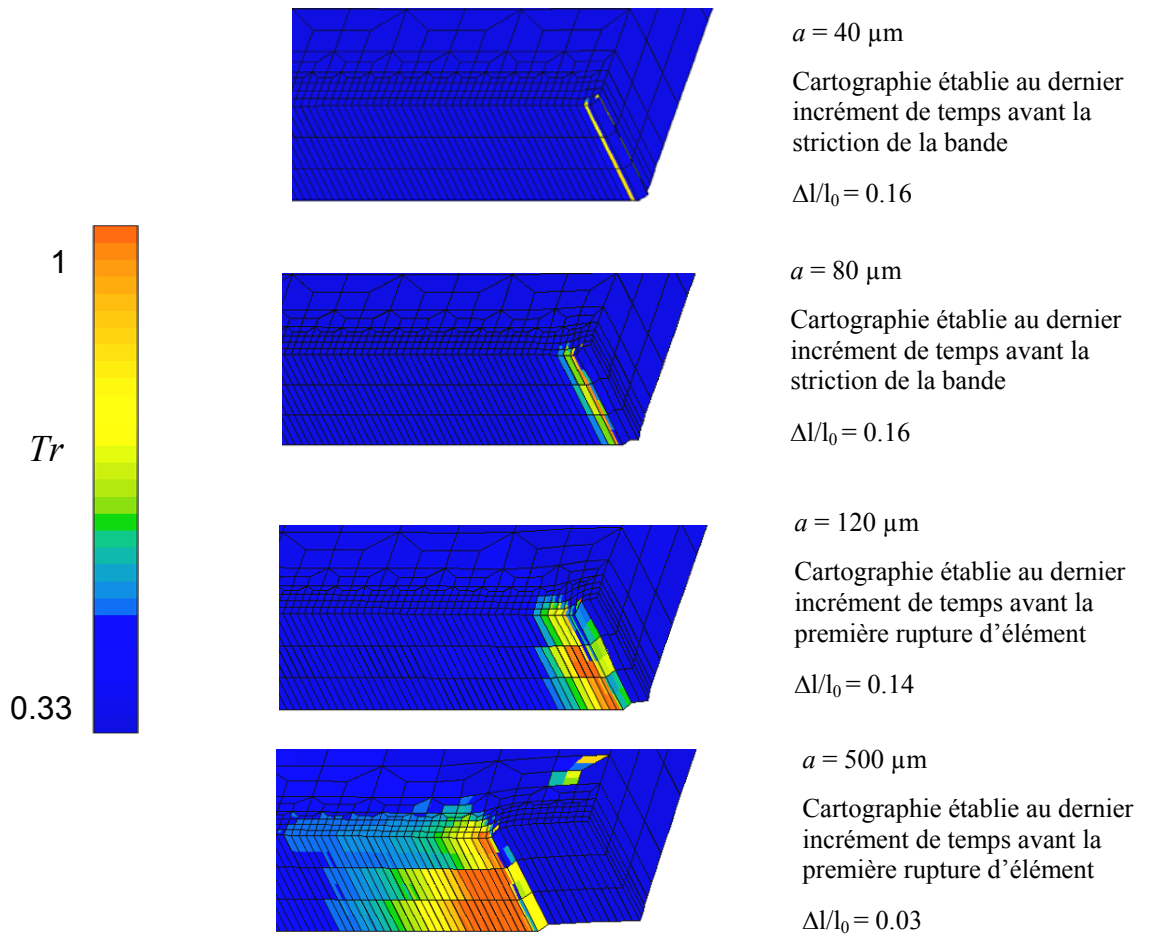 a = 40 µm
Cartographie établie au dernier
incrément de temps avant la
striction de la bande
Δl/l₀ = 0.16
1
Tr
0.33
a = 80 µm
Cartographie établie au dernier
incrément de temps avant la
striction de la bande
Δl/l₀ = 0.16
a = 120 µm
Cartographie établie au dernier
incrément de temps avant la
première rupture d’élément
Δl/l₀ = 0.14
a = 500 µm
Cartographie établie au dernier
incrément de temps avant la
première rupture d’élément
Δl/l₀ = 0.03